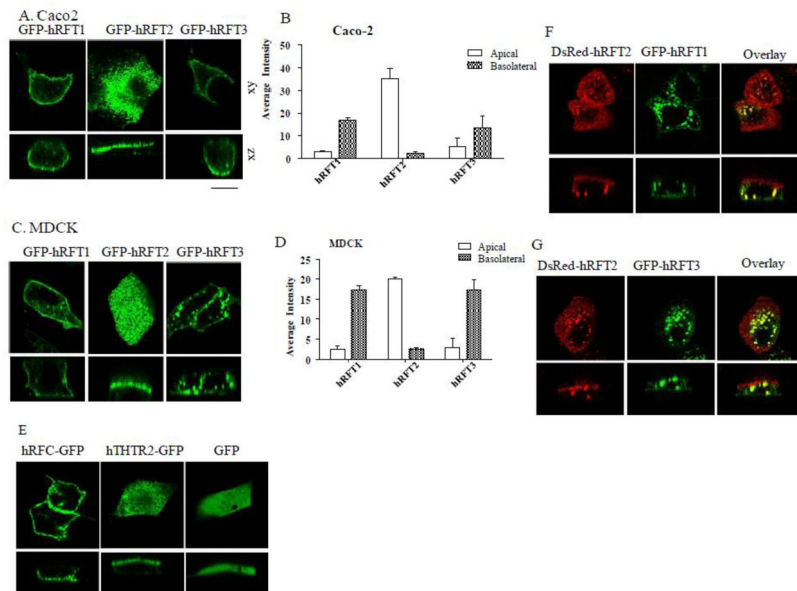 A. Caco2
GFP-hRFT1 GFP-hRFT2 GFP-hRFT3
xy
xz
B
Caco-2
Apical
Basolateral
Average Intensity
50
40
30
20
10
0
hRFT1 hRFT2 hRFT3
C. MDCK
GFP-hRFT1 GFP-hRFT2 GFP-hRFT3
D
MDCK
Apical
Basolateral
Average Intensity
25
20
15
10
5
0
hRFT1 hRFT2 hRFT3
E
hRFC-GFP hTHTR2-GFP GFP
F
DsRed-hRFT2 GFP-hRFT1 Overlay
G
DsRed-hRFT2 GFP-hRFT3 Overlay